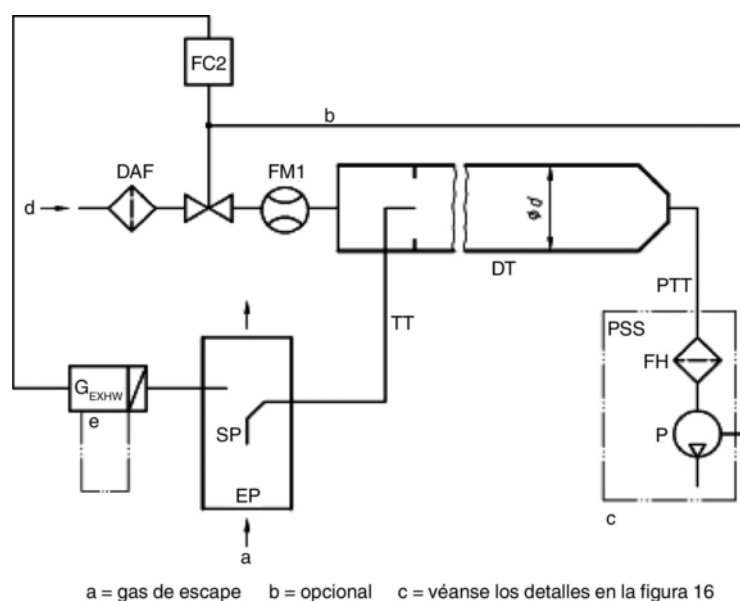 FC2
b
DAF
FM1
d
φ d
DT
PTT
TT
PSS
FH
G EXHW
e
SP
P
EP
c
a
a = gas de escape b = opcional c = véanse los detalles en la figura 16